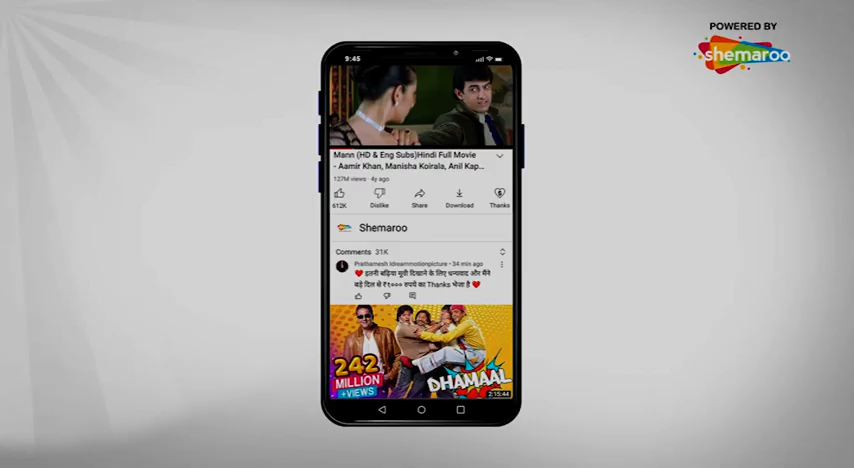 POWERED BY
shemaroo
9:45
Mann (HD & Eng Subs)Hindi Full Movie
- Aamir Khan, Manisha Koirala, Anil Kap...
127M views · 4y ago
612K
Dislike
Share
Download
Thanks
Shemaroo
Comments 31K
Prathamesh Idreammotionpicture • 34 min ago
❤️ इतनी बढ़िया मूवी दिखाने के लिए धन्यवाद और मैंने
बड़े दिल से ₹१००० रुपये का Thanks भेजा है ❤️
242
MILLION
+VIEWS
DHAMAAL
2:15:44